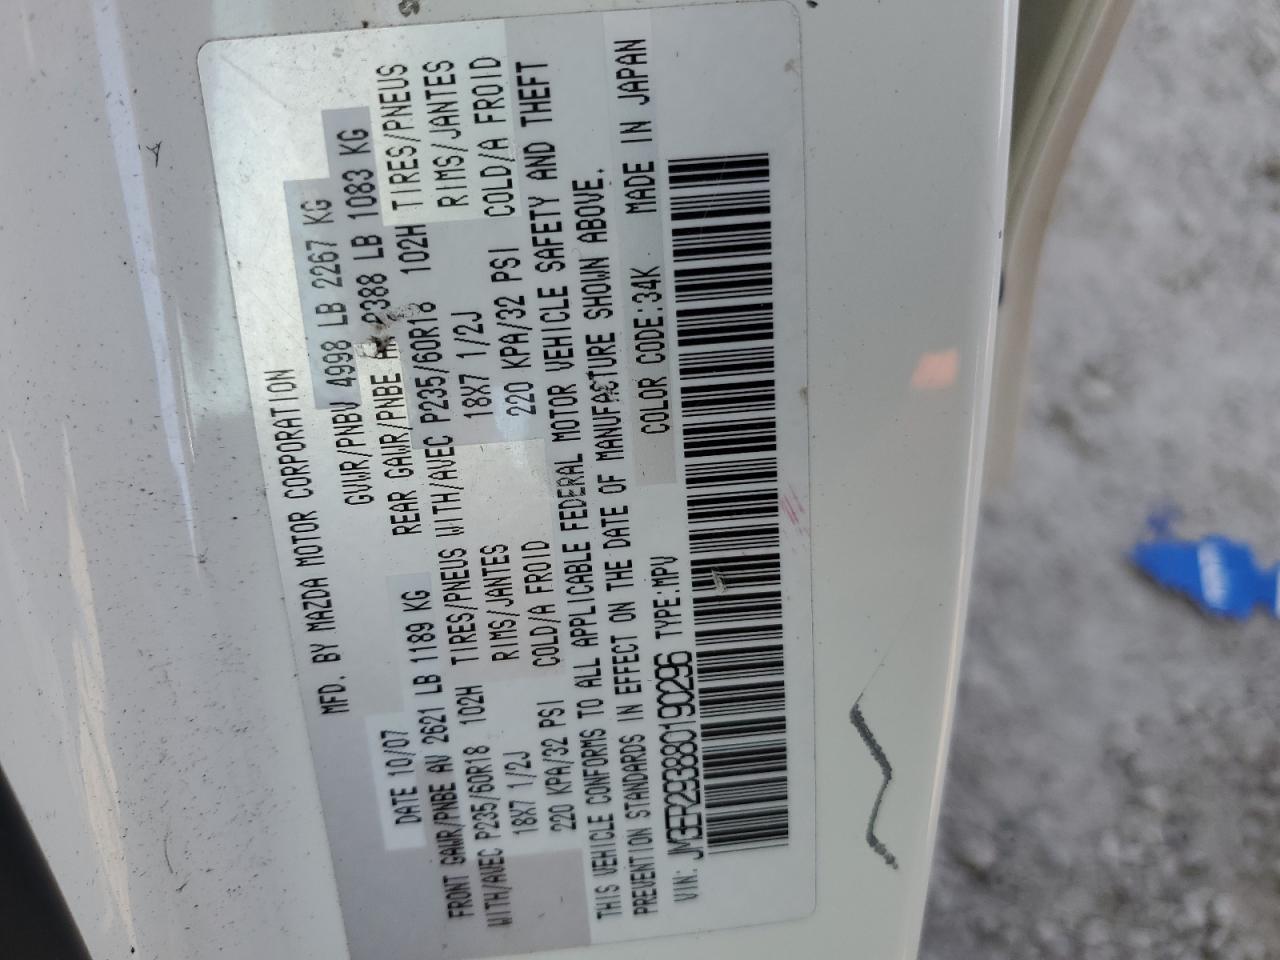 MFD. BY MAZDA MOTOR CORPORATION
DATE 10/07 GVWR/PNBV 4998 LB 2267 KG
FRONT GAWR/PNBE AV 2621 LB 1189 KG REAR GAWR/PNBE AR 2388 LB 1083 KG
WITH/AVEC P235/60R18 102H TIRES/PNEUS WITH/AVEC P235/60R18 102H TIRES/PNEUS
18X7 1/2J RIMS/JANTES 18X7 1/2J RIMS/JANTES
220 KPA/32 PSI COLD/A FROID 220 KPA/32 PSI COLD/A FROID
THIS VEHICLE CONFORMS TO ALL APPLICABLE FEDERAL MOTOR VEHICLE SAFETY AND THEFT
PREVENTION STANDARDS IN EFFECT ON THE DATE OF MANUFACTURE SHOWN ABOVE.
VIN: JM3ER293880190296 TYPE:MPV COLOR CODE:34K MADE IN JAPAN